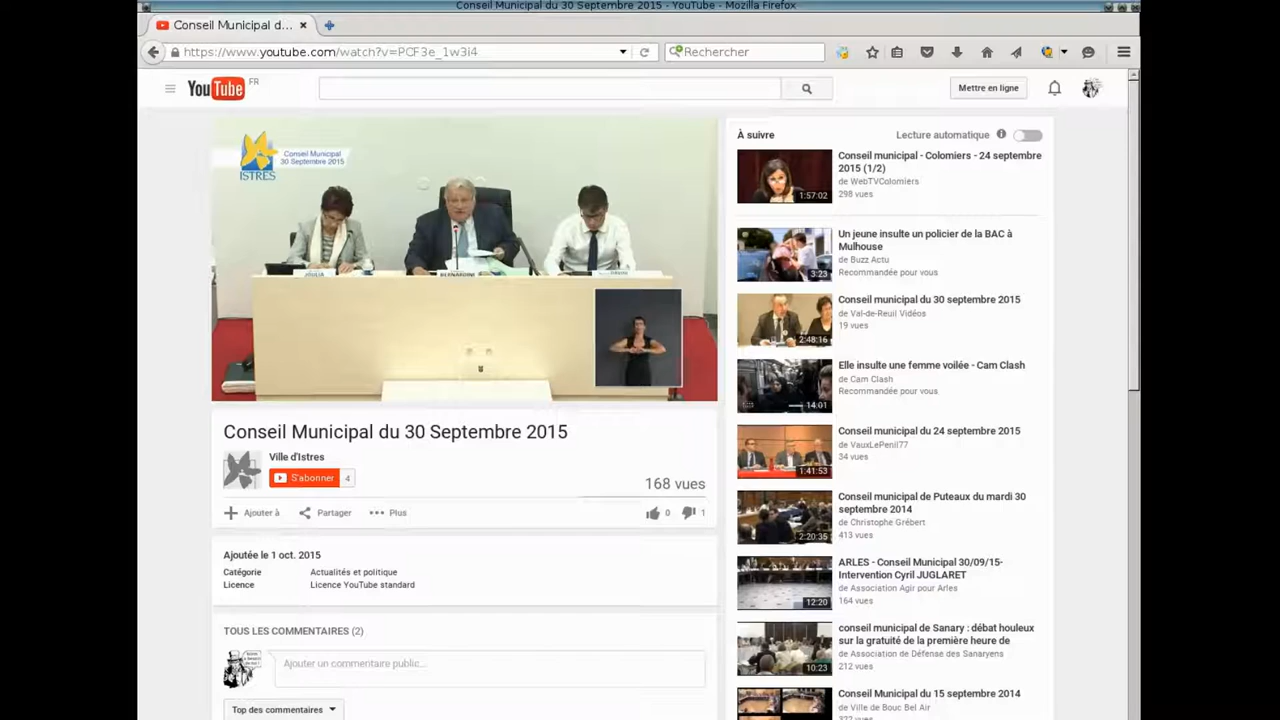 Conseil Municipal du 30 Septembre 2015 - YouTube - Mozilla Firefox
Conseil Municipal d...
https://www.youtube.com/watch?v=PCF3e_1w3i4
Rechercher
YouTube FR
Mettre en ligne
Conseil Municipal
30 Septembre 2015
ISTRES
JOULIA
BERNARDINI
Conseil Municipal du 30 Septembre 2015
Ville d'Istres
S'abonner 4
168 vues
Ajouter à
Partager
Plus
0
1
Ajoutée le 1 oct. 2015
Catégorie Actualités et politique
Licence Licence YouTube standard
TOUS LES COMMENTAIRES (2)
Ajouter un commentaire public...
Top des commentaires
À suivre
Lecture automatique
Conseil municipal - Colomiers - 24 septembre
2015 (1/2)
de WebTVColomiers
298 vues
1:57:02
Un jeune insulte un policier de la BAC à
Mulhouse
de Buzz Actu
Recommandée pour vous
3:23
Conseil municipal du 30 septembre 2015
de Val-de-Reuil Vidéos
19 vues
2:48:16
Elle insulte une femme voilée - Cam Clash
de Cam Clash
Recommandée pour vous
14:01
Conseil municipal du 24 septembre 2015
de VauxLePenil77
34 vues
1:41:53
Conseil municipal de Puteaux du mardi 30
septembre 2014
de Christophe Grébert
413 vues
2:20:35
ARLES - Conseil Municipal 30/09/15-
Intervention Cyril JUGLARET
de Association Agir pour Arles
164 vues
12:20
conseil municipal de Sanary : débat houleux
sur la gratuité de la première heure de
de Association de Défense des Sanaryens
212 vues
10:23
Conseil Municipal du 15 septembre 2014
de Ville de Bouc Bel Air